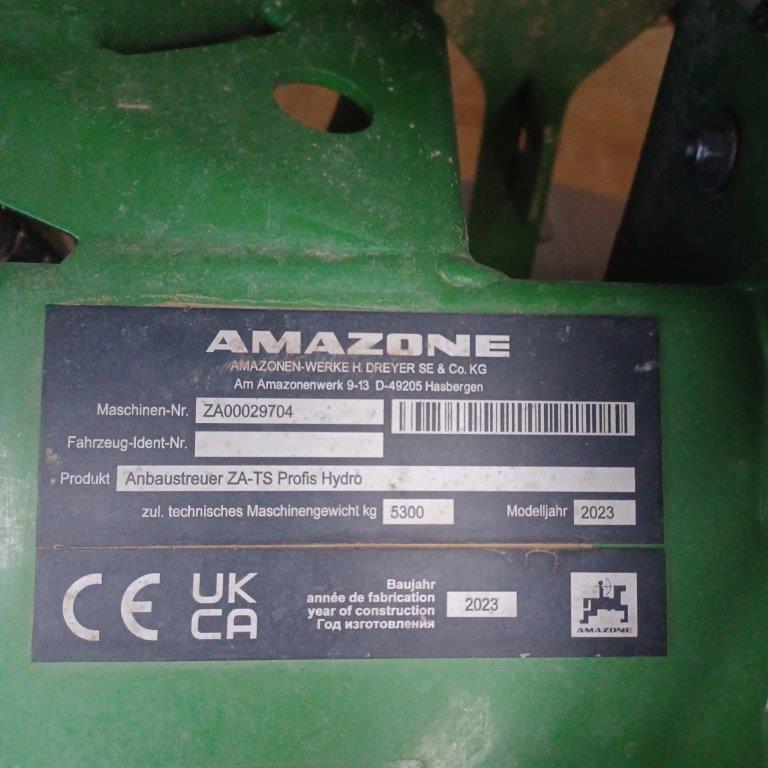 AMAZONE
AMAZONEN-WERKE H. DREYER SE & Co. KG
Am Amazonenwerk 9-13 D-49205 Hasbergen
Maschinen-Nr. ZA00029704
Fahrzeug-Ident-Nr.
Produkt Anbaustreuer ZA-TS Profis Hydro
zul. technisches Maschinengewicht kg 5300 Modelljahr 2023
CE UK CA
Baujahr
année de fabrication
year of construction 2023
Год изготовления
AMAZONE